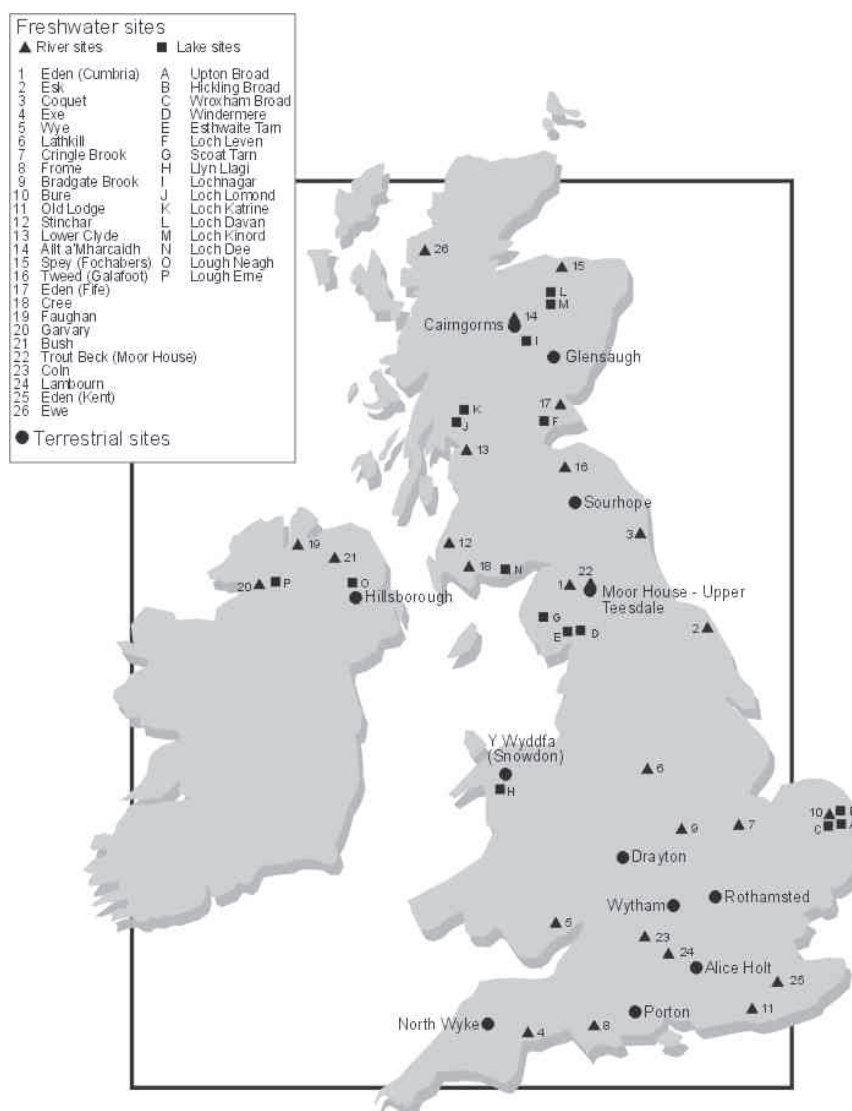 Freshwater sites
▲ River sites ■ Lake sites
1 Eden (Cumbria) A Upton Broad
2 Esk B Hickling Broad
3 Coquet C Wroxham Broad
4 Exe D Windermere
5 Wye E Esthwaite Tarn
6 Lathkill F Loch Leven
7 Cringle Brook G Scoat Tarn
8 Frome H Llyn Llagi
9 Bradgate Brook I Lochnagar
10 Bure J Loch Lomond
11 Old Lodge K Loch Katrine
12 Stinchar L Loch Davan
13 Lower Clyde M Loch Kinord
14 Allt a'Mharcaidh N Loch Dee
15 Spey (Fochabers) O Lough Neagh
16 Tweed (Galafoot) P Lough Erne
17 Eden (Fife)
18 Cree
19 Faughan
20 Garvary
21 Bush
22 Trout Beck (Moor House)
23 Coln
24 Lambourn
25 Eden (Kent)
26 Ewe
● Terrestrial sites
26
15
L
M
14
Cairngorms
I
Glensaugh
K
J
17
F
13
16
Sourhope
3
12
18
N
19
21
20
P
O
Hillsborough
22
1
Moor House - Upper
Teesdale
G
E
D
2
Y Wyddfa
(Snowdon)
H
6
10
B
C
A
9
7
Drayton
Wytham
Rothamsted
5
23
24
Alice Holt
25
North Wyke
4
8
Porton
11